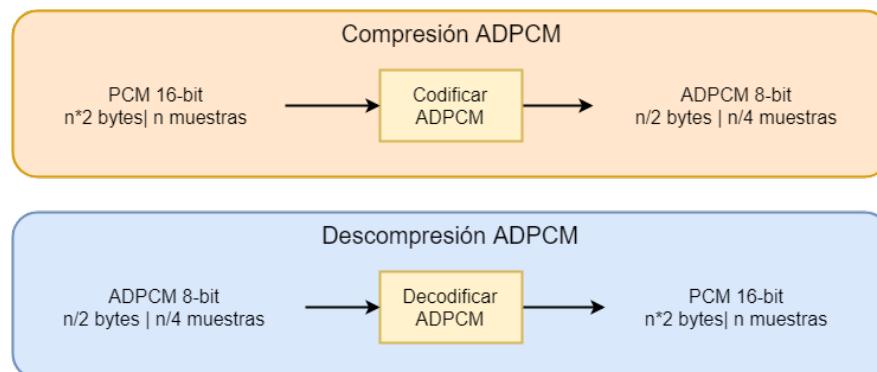 Compresión ADPCM
PCM 16-bit
n*2 bytes| n muestras
Codificar
ADPCM
ADPCM 8-bit
n/2 bytes | n/4 muestras
Descompresión ADPCM
ADPCM 8-bit
n/2 bytes | n/4 muestras
Decodificar
ADPCM
PCM 16-bit
n*2 bytes| n muestras